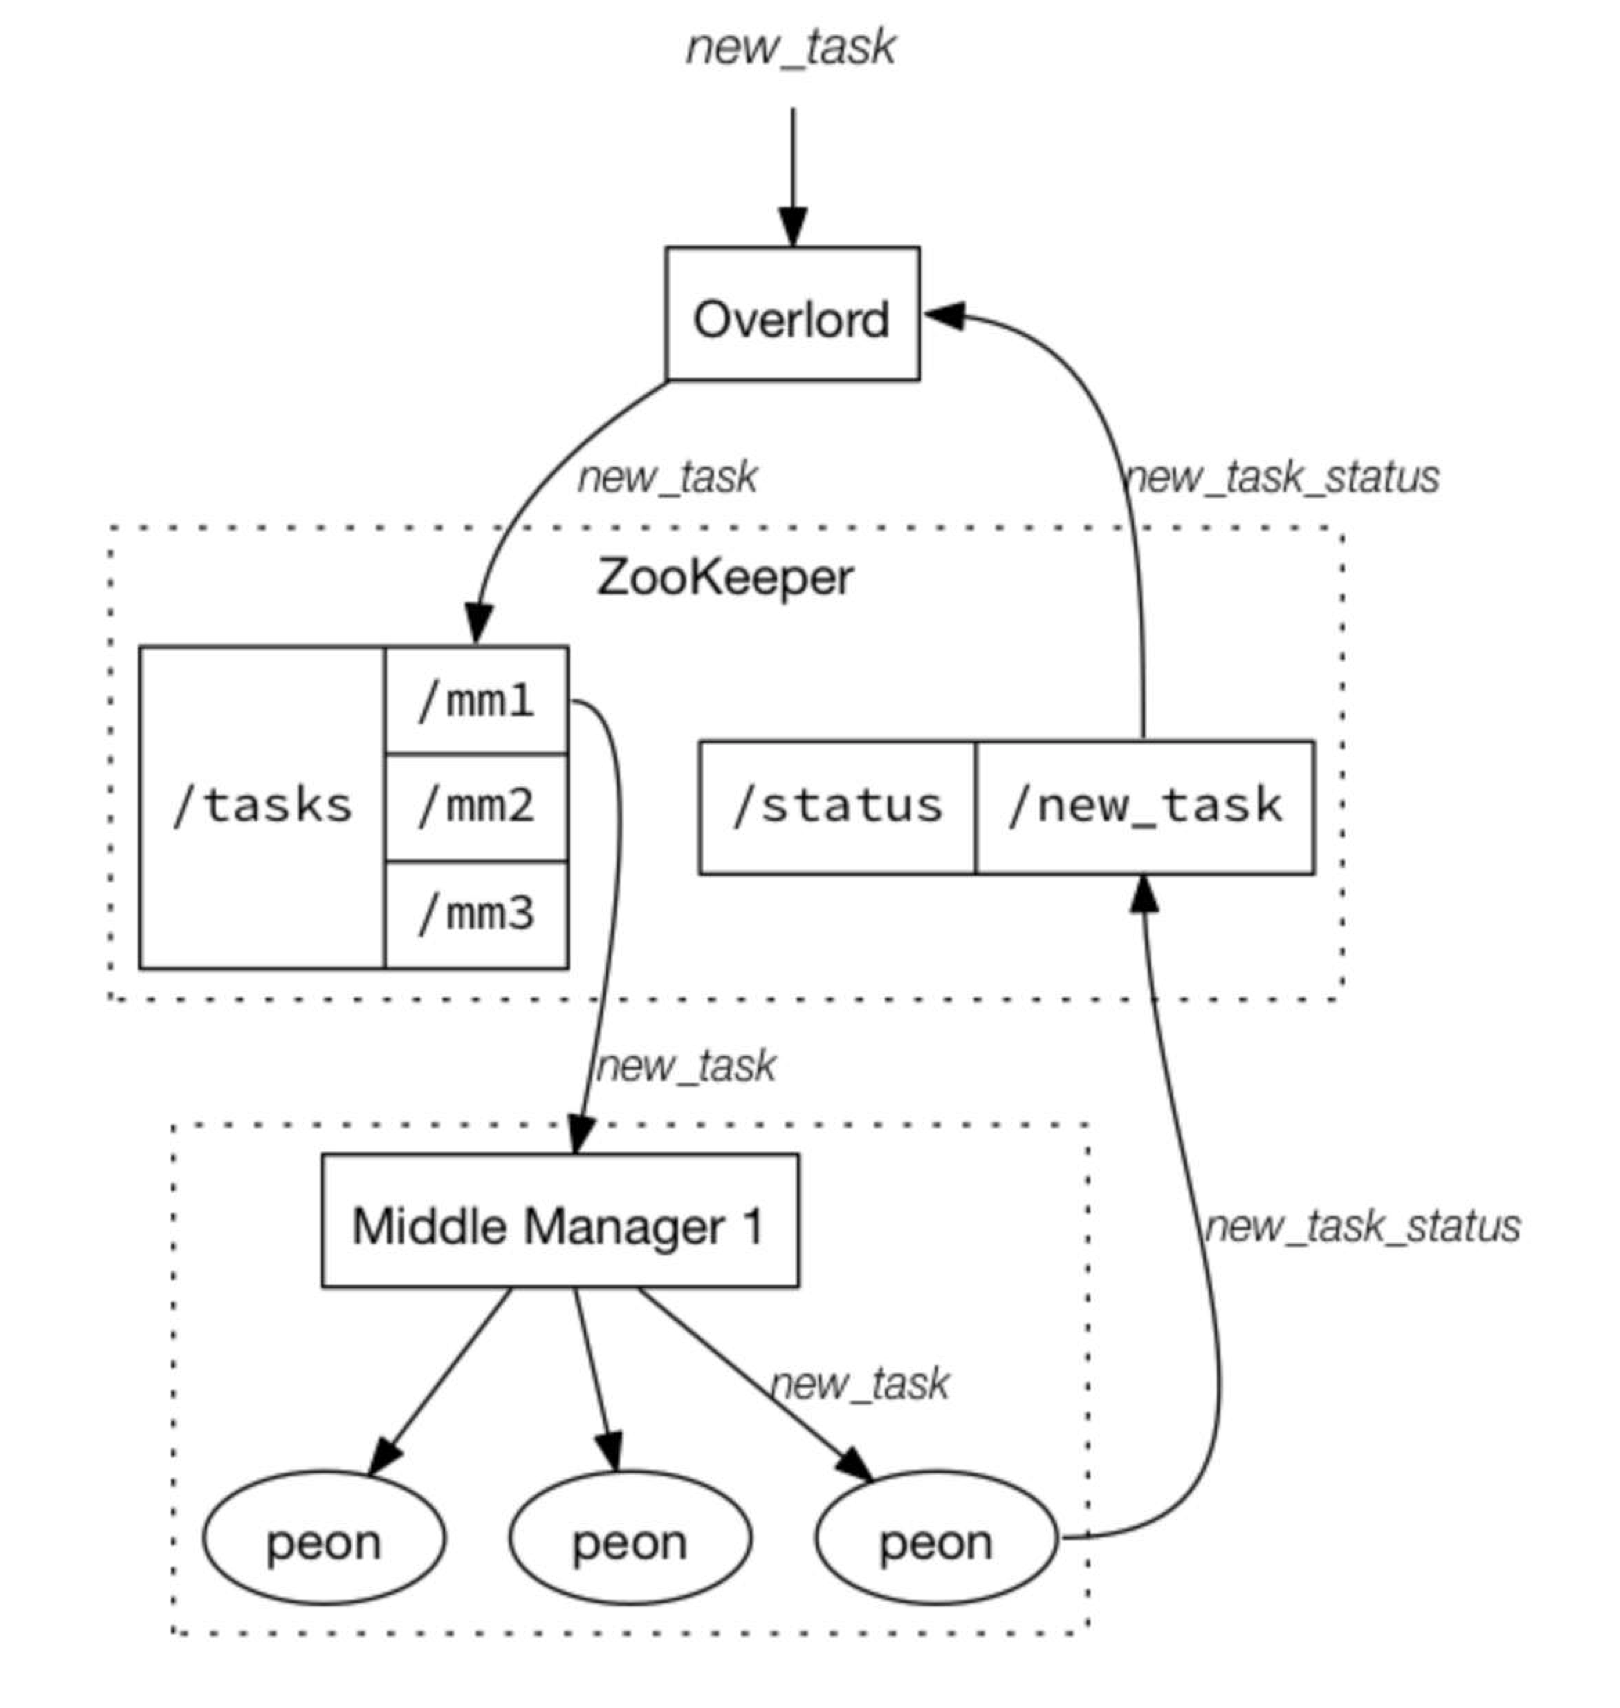 new_task
Overlord
new_task
new_task_status
ZooKeeper
/tasks
/mm1
/mm2
/mm3
/status
/new_task
new_task
Middle Manager 1
new_task_status
new_task
peon
peon
peon